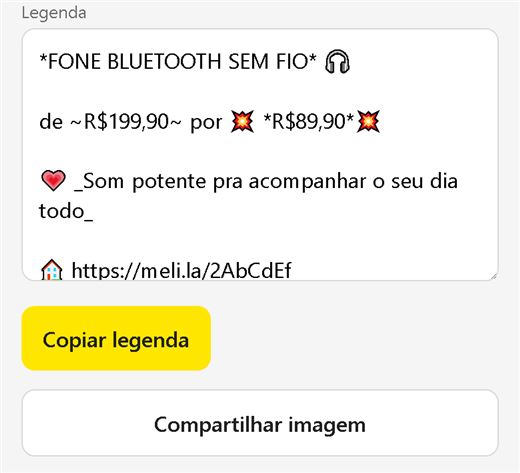 Legenda
*FONE BLUETOOTH SEM FIO* 🎧
de ~R$199,90~ por 💥 *R$89,90*💥
💗 _Som potente pra acompanhar o seu dia
todo_
🏠 https://meli.la/2AbCdEf
Copiar legenda
Compartilhar imagem